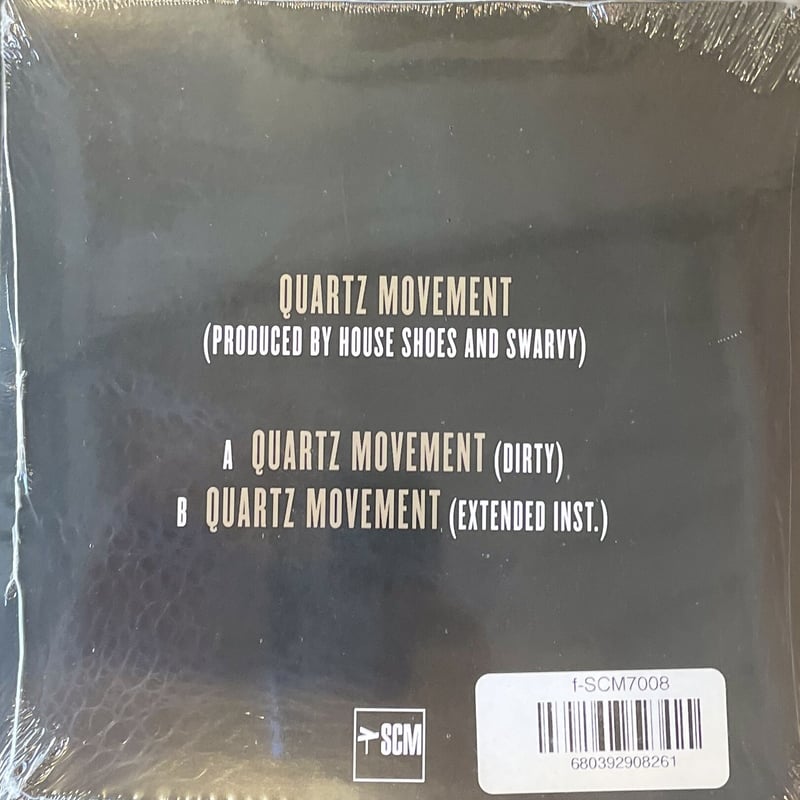 QUARTZ MOVEMENT
(PRODUCED BY HOUSE SHOES AND SWARVY)
A QUARTZ MOVEMENT (DIRTY)
B QUARTZ MOVEMENT (EXTENDED INST.)
SCM
f-SCM7008
680392908261